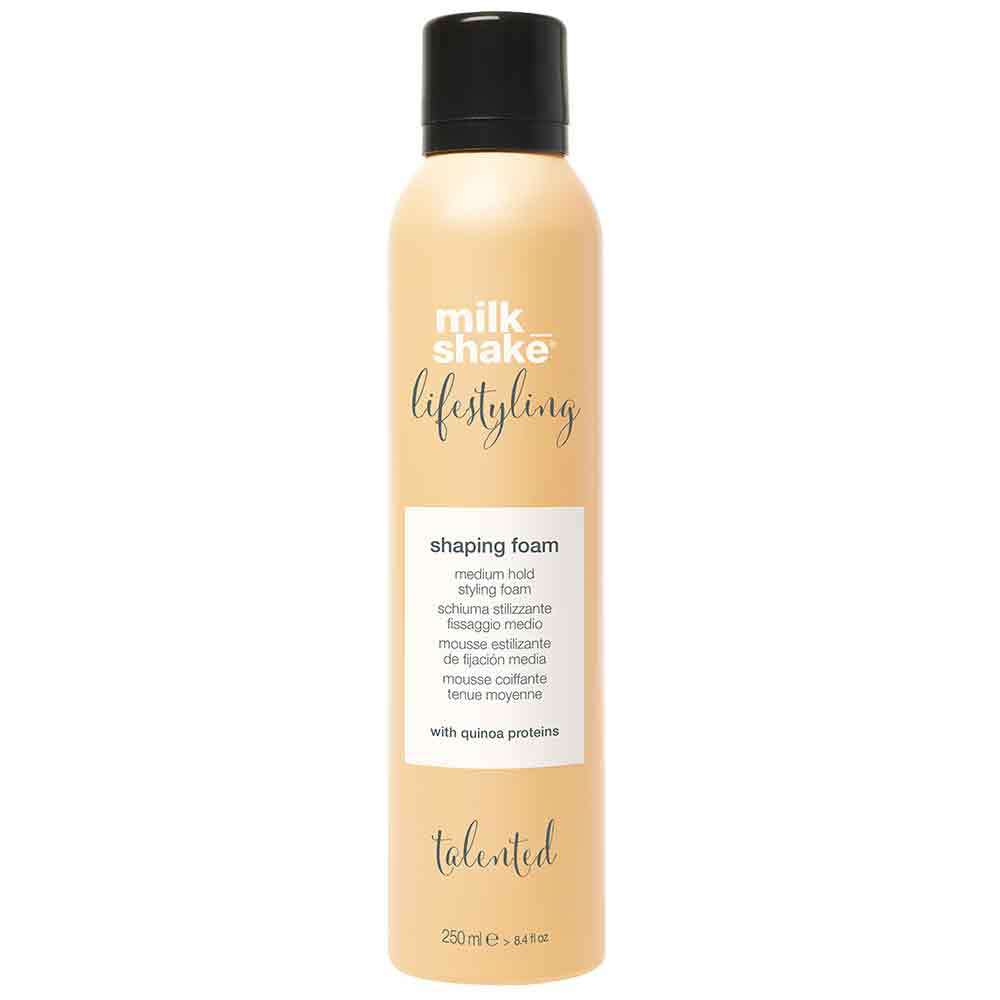 milk_
shake®
lifestyling
shaping foam
medium hold
styling foam
schiuma stilizzante
fissaggio medio
mousse estilizante
de fijación media
mousse coiffante
tenue moyenne
with quinoa proteins
talented
250 ml ℮ > 8.4 fl oz